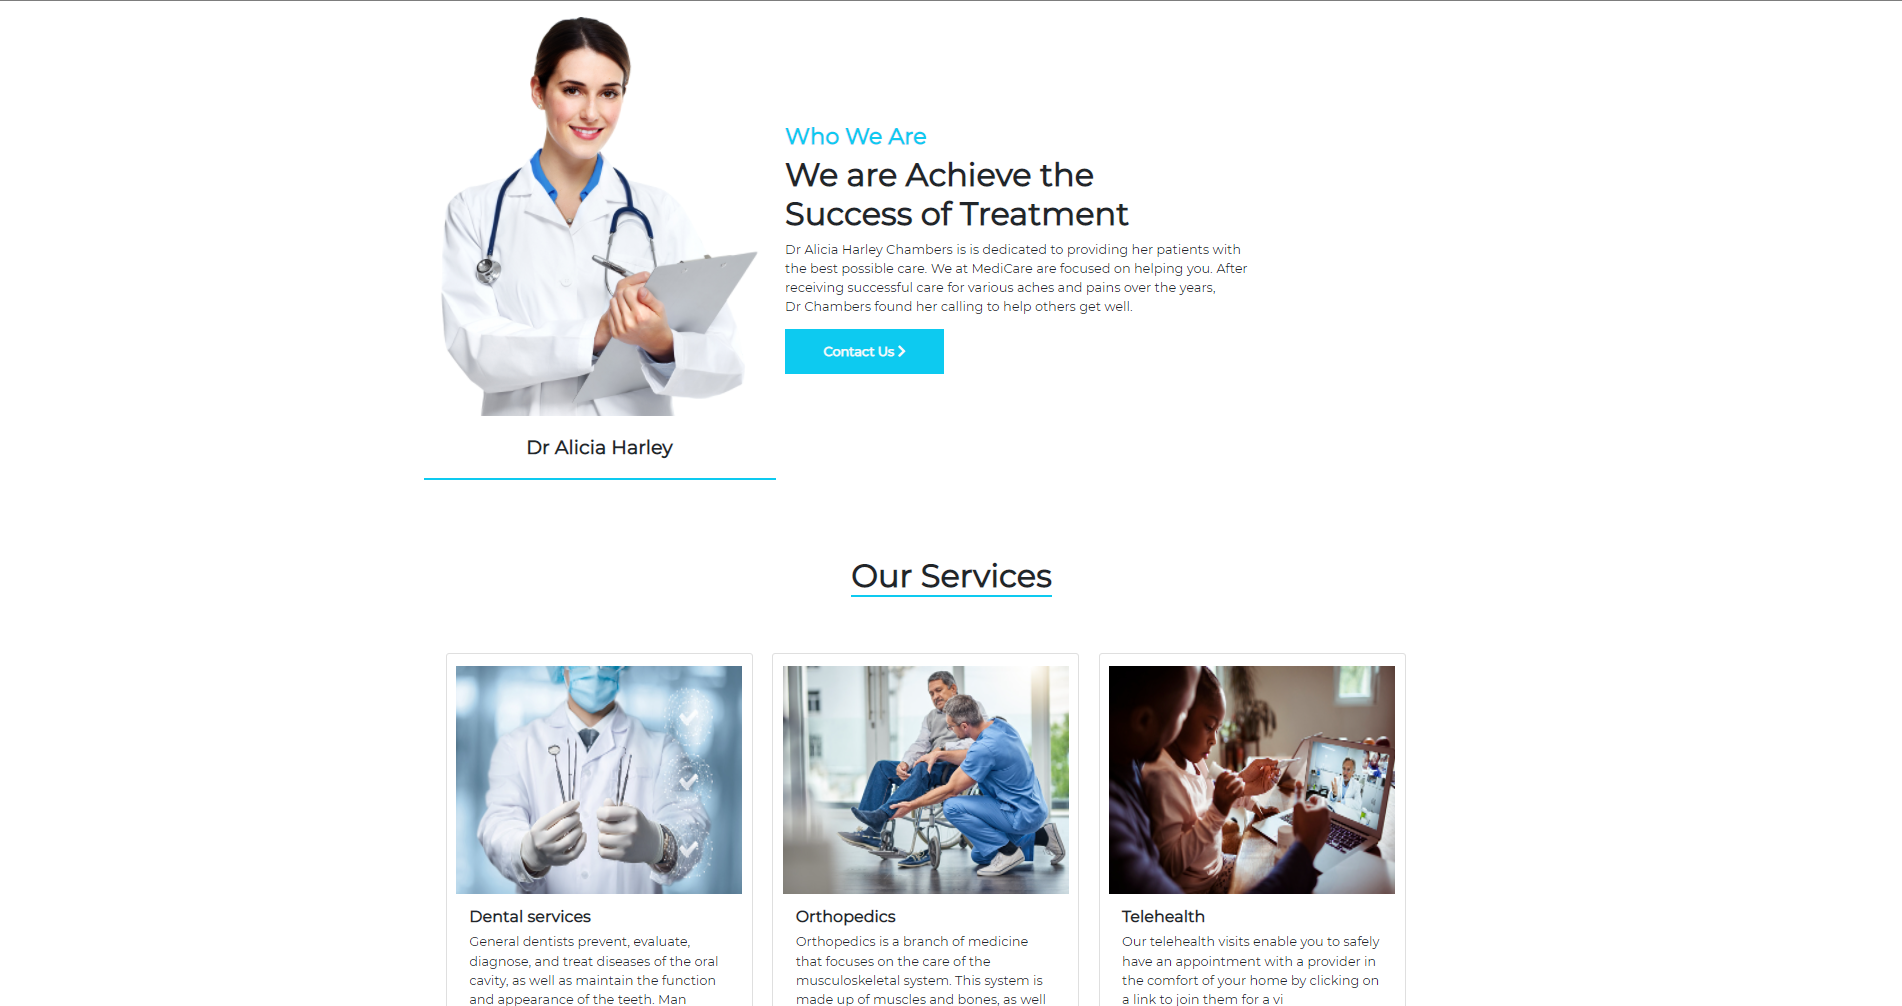 Who We Are
We are Achieve the
Success of Treatment
Dr Alicia Harley Chambers is is dedicated to providing her patients with
the best possible care. We at MediCare are focused on helping you. After
receiving successful care for various aches and pains over the years,
Dr Chambers found her calling to help others get well.
Contact Us
Dr Alicia Harley
Our Services
Dental services
General dentists prevent, evaluate,
diagnose, and treat diseases of the oral
cavity, as well as maintain the function
and appearance of the teeth. Man
Orthopedics
Orthopedics is a branch of medicine
that focuses on the care of the
musculoskeletal system. This system is
made up of muscles and bones, as well
Telehealth
Our telehealth visits enable you to safely
have an appointment with a provider in
the comfort of your home by clicking on
a link to join them for a vi